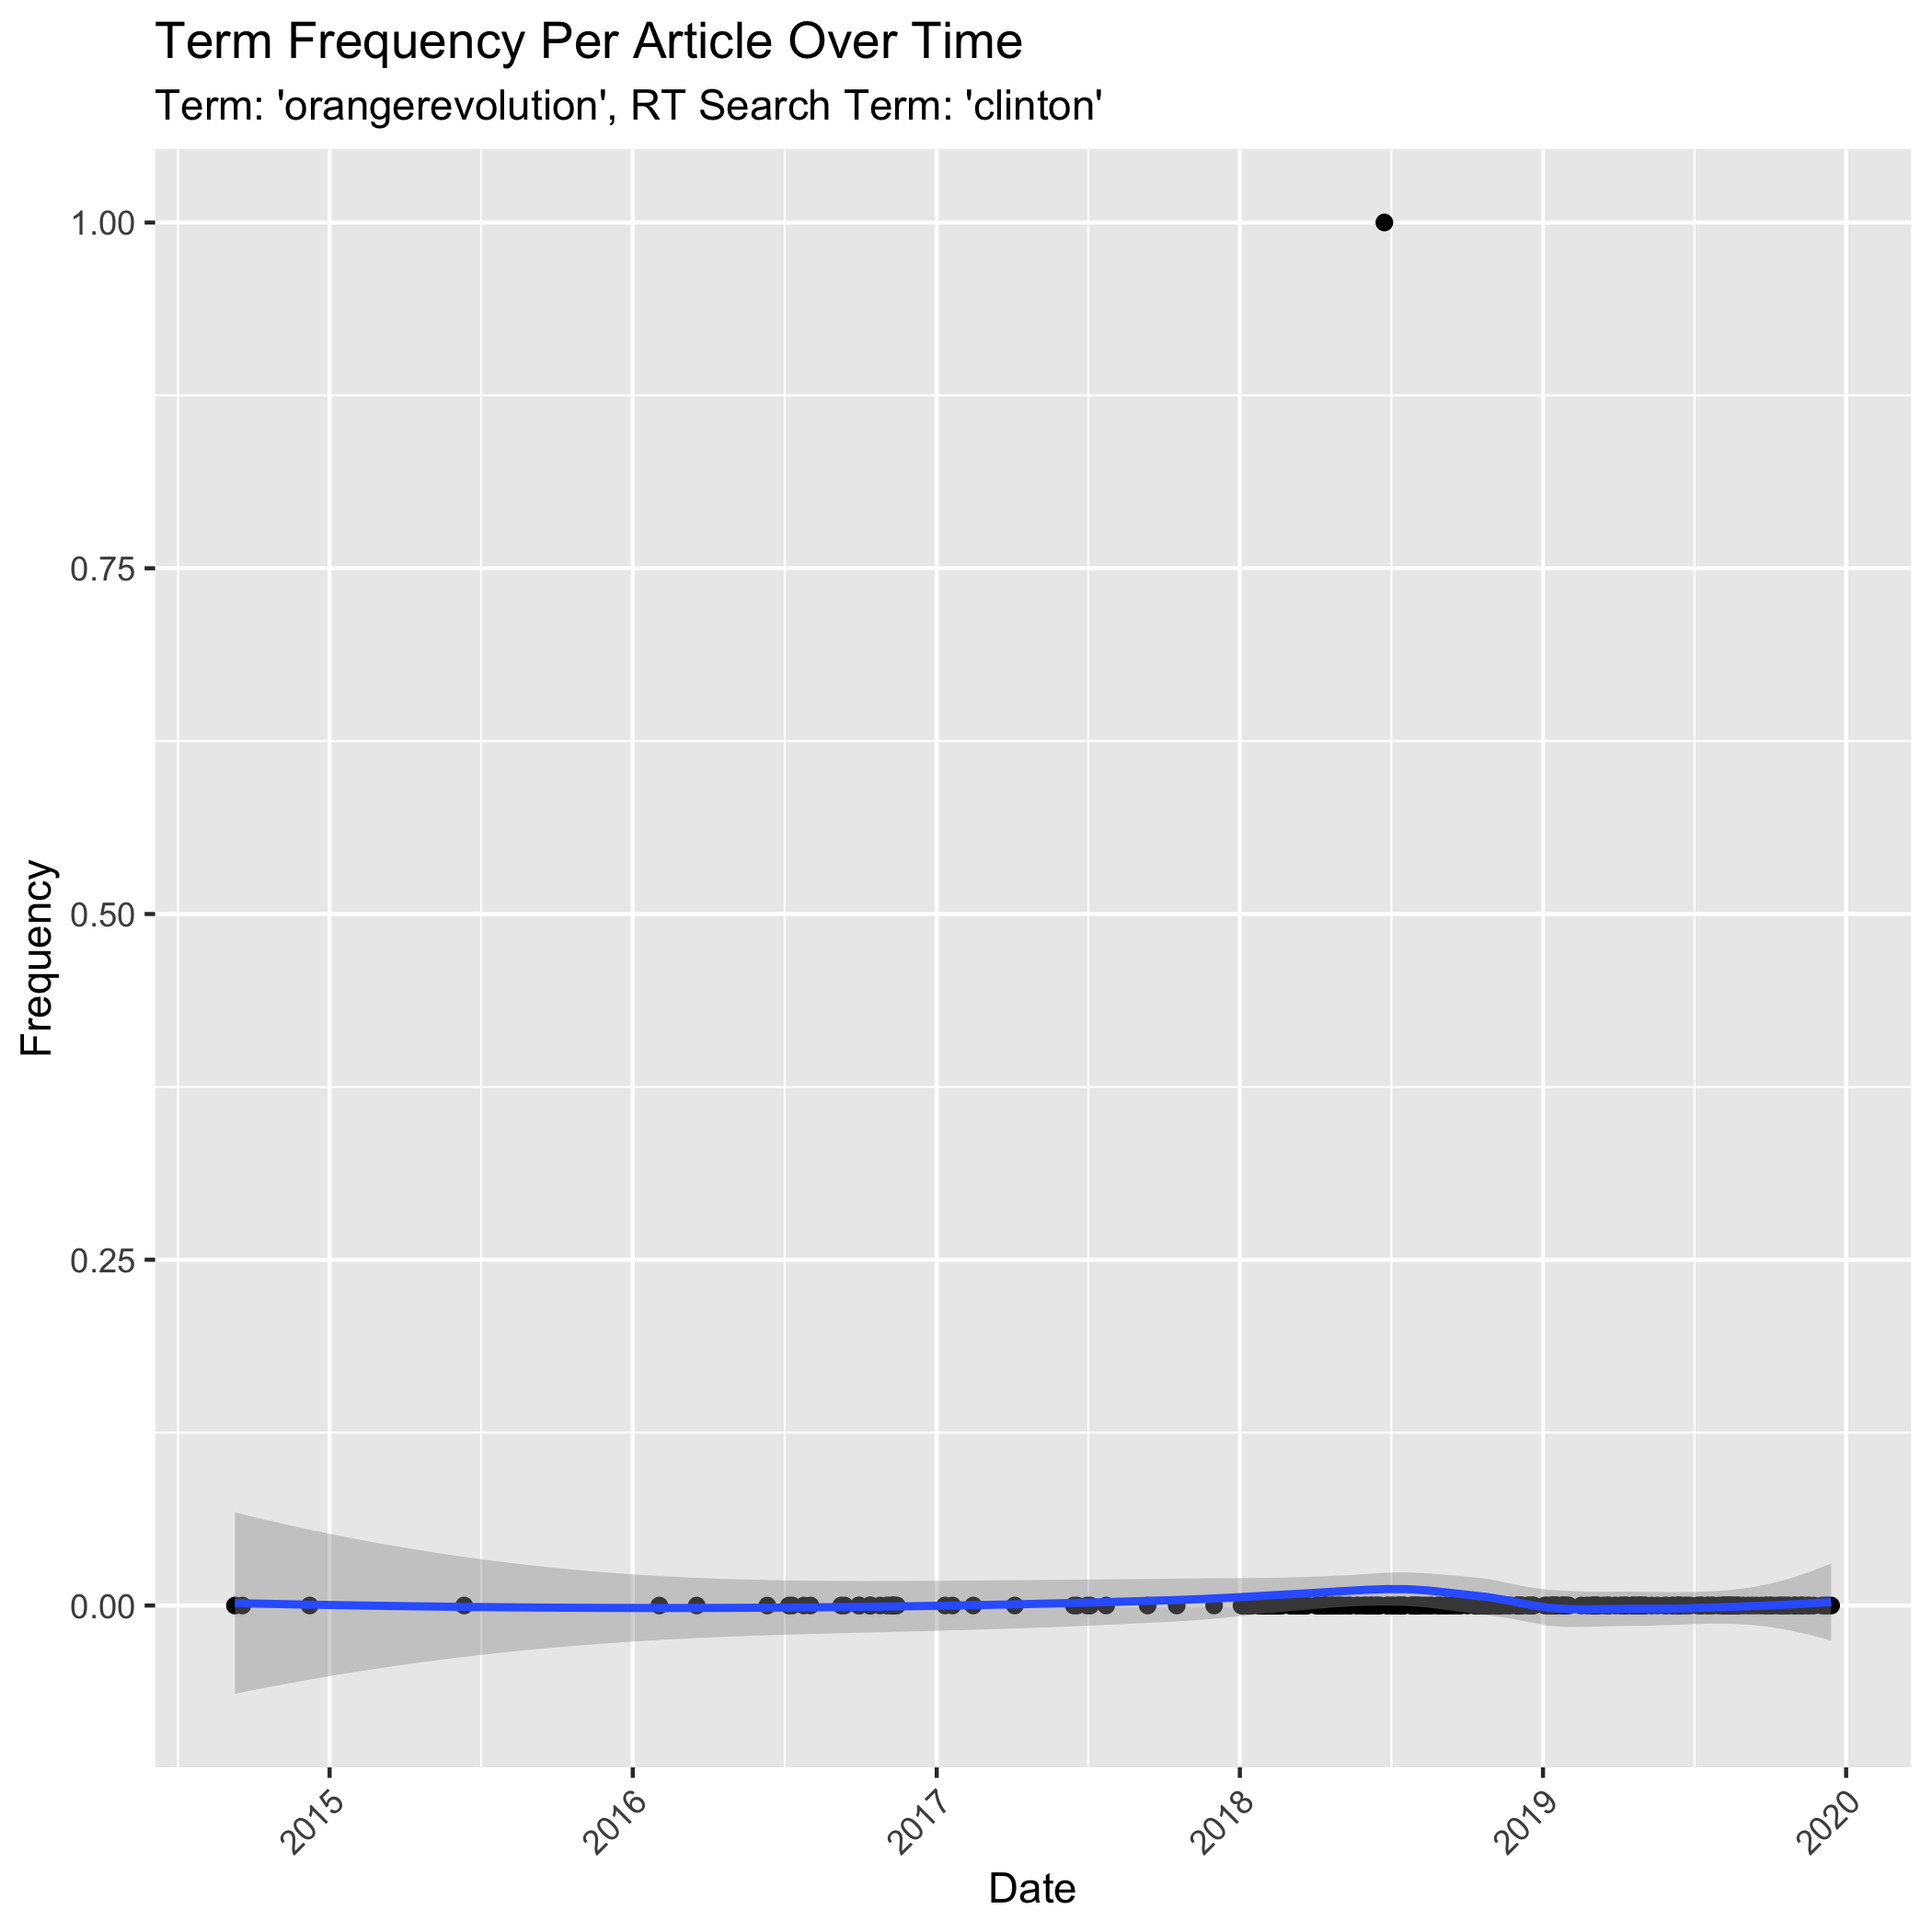 Term Frequency Per Article Over Time
Term: 'orangerevolution', RT Search Term: 'clinton'
1.00
0.75
0.50
0.25
0.00
Frequency
2015
2016
2017
2018
2019
2020
Date